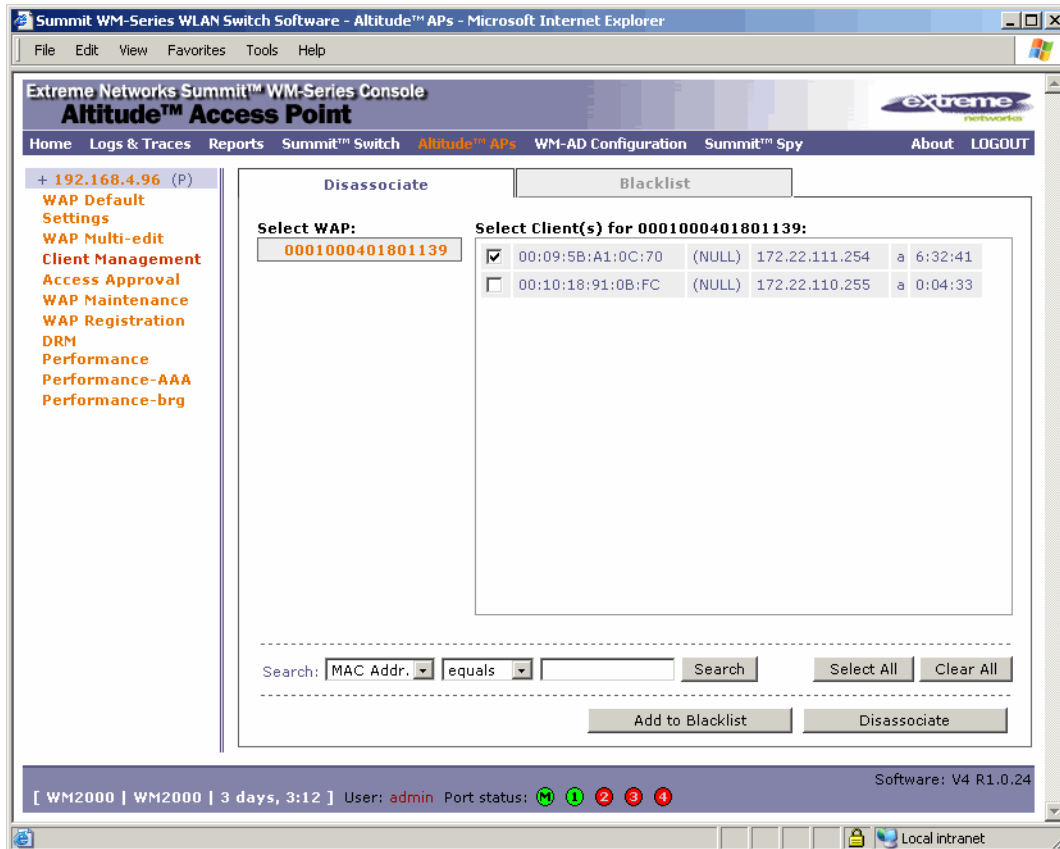 Summit WM-Series WLAN Switch Software - Altitude™ APs - Microsoft Internet Explorer
File Edit View Favorites Tools Help
Extreme Networks Summit™ WM-Series Console
Altitude™ Access Point
extreme
networks
Home Logs & Traces Reports Summit™ Switch Altitude™ APs WM-AD Configuration Summit™ Spy About LOGOUT
+ 192.168.4.96 (P)
WAP Default
Settings
WAP Multi-edit
Client Management
Access Approval
WAP Maintenance
WAP Registration
DRM
Performance
Performance-AAA
Performance-brg
Disassociate Blacklist
Select WAP: Select Client(s) for 0001000401801139:
0001000401801139
00:09:5B:A1:0C:70 (NULL) 172.22.111.254 a 6:32:41
00:10:18:91:0B:FC (NULL) 172.22.110.255 a 0:04:33
Search: MAC Addr. equals Search Select All Clear All
Add to Blacklist Disassociate
Software: V4 R1.0.24
[ WM2000 | WM2000 | 3 days, 3:12 ] User: admin Port status: M 1 2 3 4
Local intranet